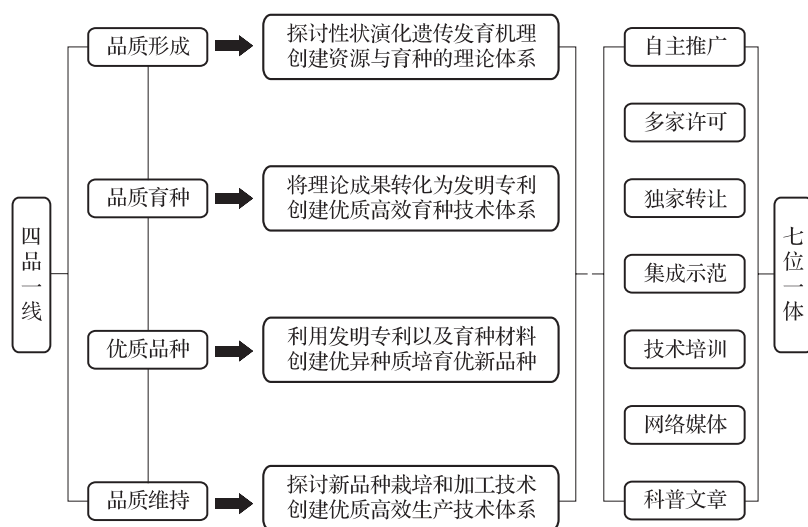 四品一线
品质形成
探讨性状演化遗传发育机理
创建资源与育种的理论体系
品质育种
将理论成果转化为发明专利
创建优质高效育种技术体系
优质品种
利用发明专利以及育种材料
创建优异种质培育优新品种
品质维持
探讨新品种栽培和加工技术
创建优质高效生产技术体系
自主推广
多家许可
独家转让
集成示范
技术培训
网络媒体
科普文章
七位一体